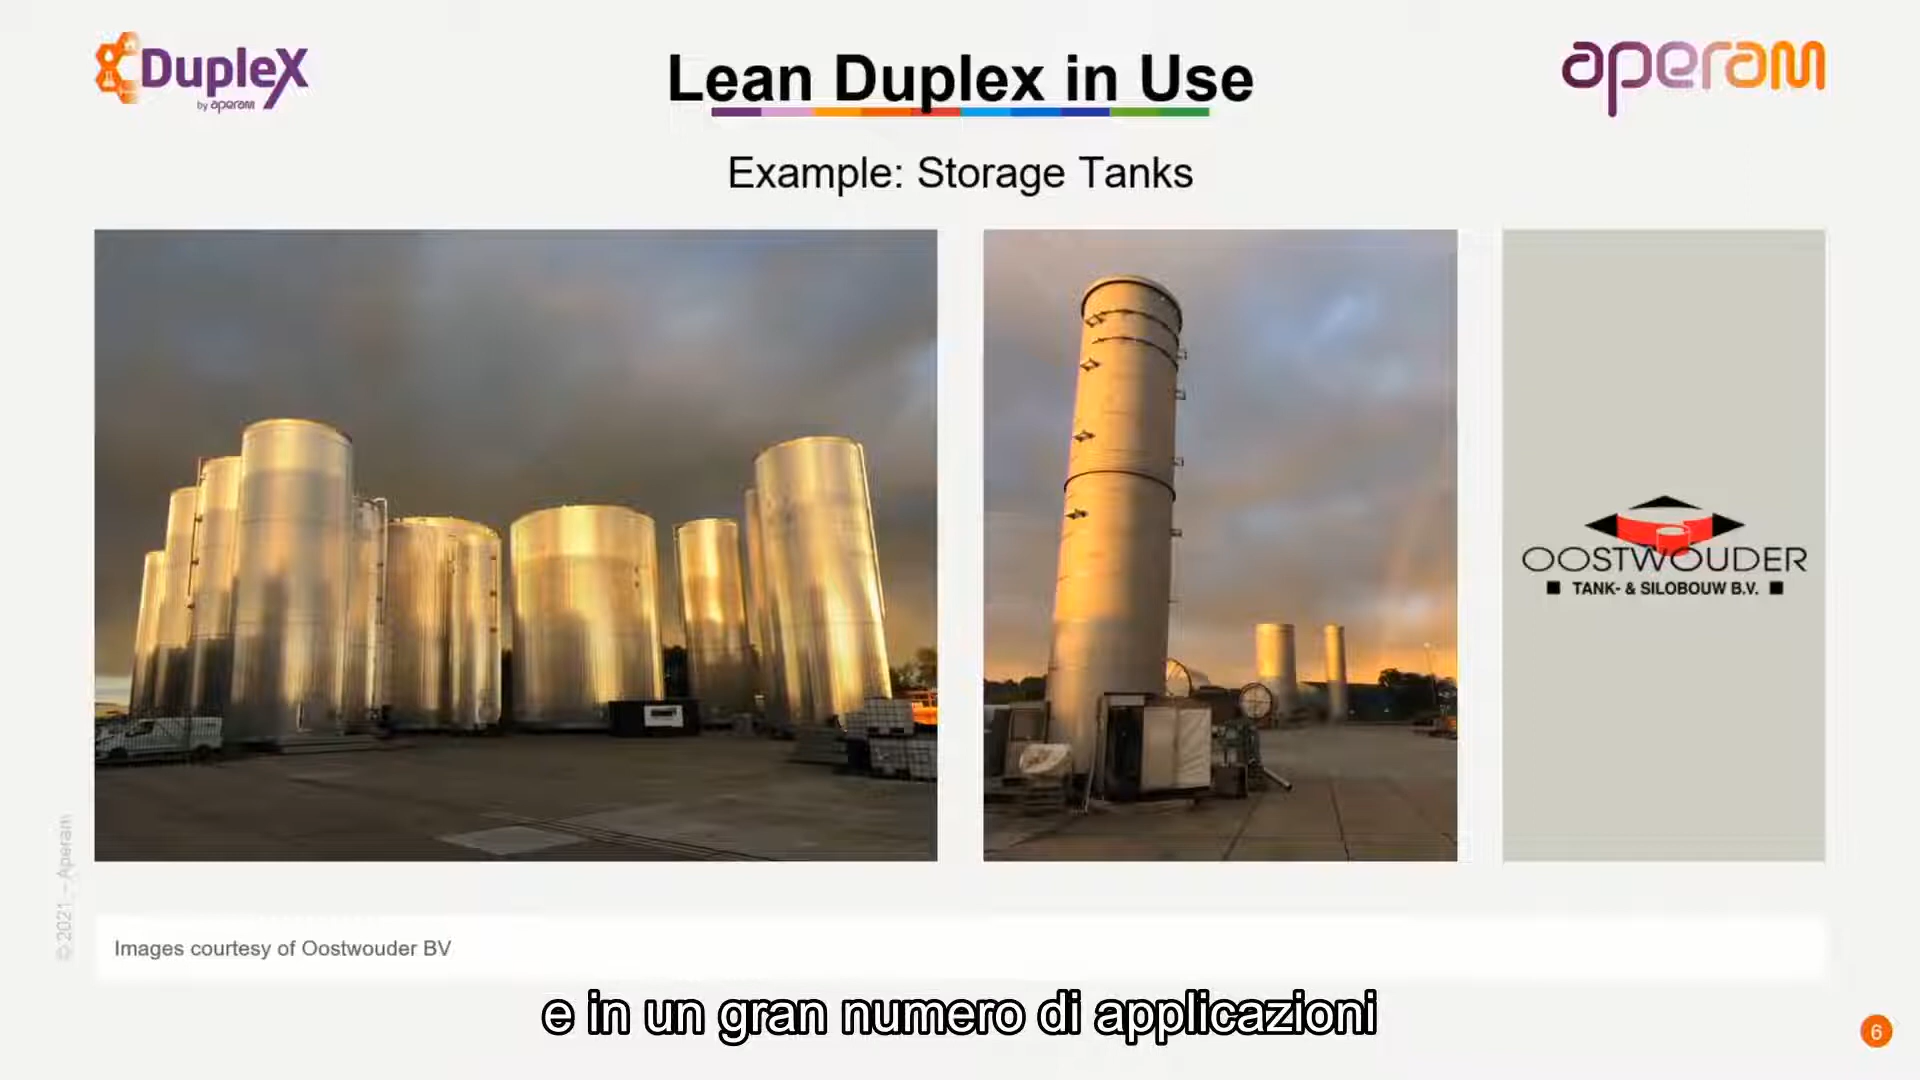 DupleX
by aperam
Lean Duplex in Use
aperam
Example: Storage Tanks
OOSTWOUDER
TANK- & SILOBOUW B.V.
© 2021 – Aperam
Images courtesy of Oostwouder BV
e in un gran numero di applicazioni
6